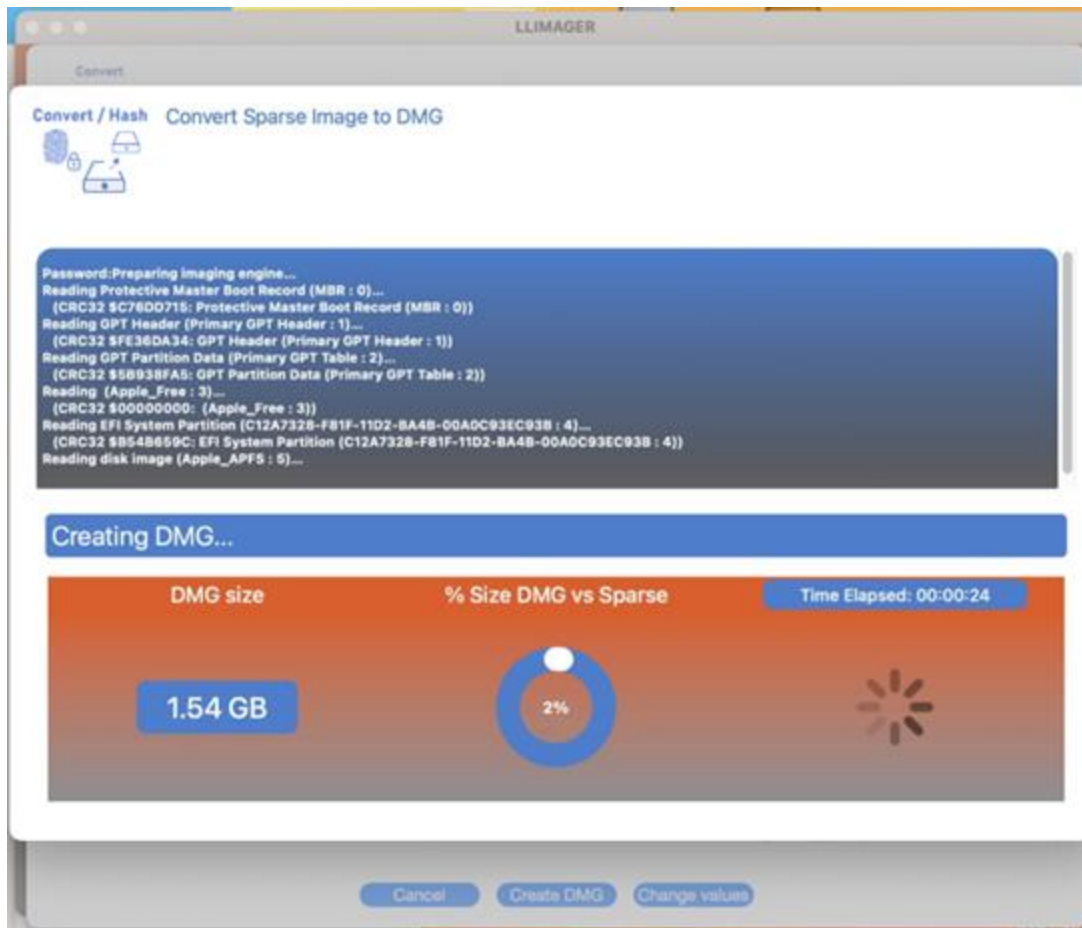 LLIMAGER
Convert
Convert / Hash Convert Sparse Image to DMG
Password:Preparing imaging engine...
Reading Protective Master Boot Record (MBR : 0)...
(CRC32 $C76DD715: Protective Master Boot Record (MBR : 0))
Reading GPT Header (Primary GPT Header : 1)...
(CRC32 $FE36DA34: GPT Header (Primary GPT Header : 1))
Reading GPT Partition Data (Primary GPT Table : 2)...
(CRC32 $5B938FA5: GPT Partition Data (Primary GPT Table : 2))
Reading (Apple_Free : 3)...
(CRC32 $00000000: (Apple_Free : 3))
Reading EFI System Partition (C12A7328-F81F-11D2-BA4B-00A0C93EC93B : 4)...
(CRC32 $B54B659C: EFI System Partition (C12A7328-F81F-11D2-BA4B-00A0C93EC93B : 4))
Reading disk image (Apple_APFS : 5)...
Creating DMG...
DMG size % Size DMG vs Sparse Time Elapsed: 00:00:24
1.54 GB 2%
Cancel Create DMG Change values